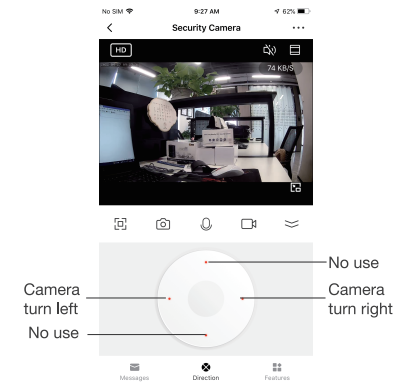 No SIM 9:27 AM 62%
Security Camera
HD
74 KB/S
No use
Camera
turn left
Camera
turn right
No use
Messages Direction Features